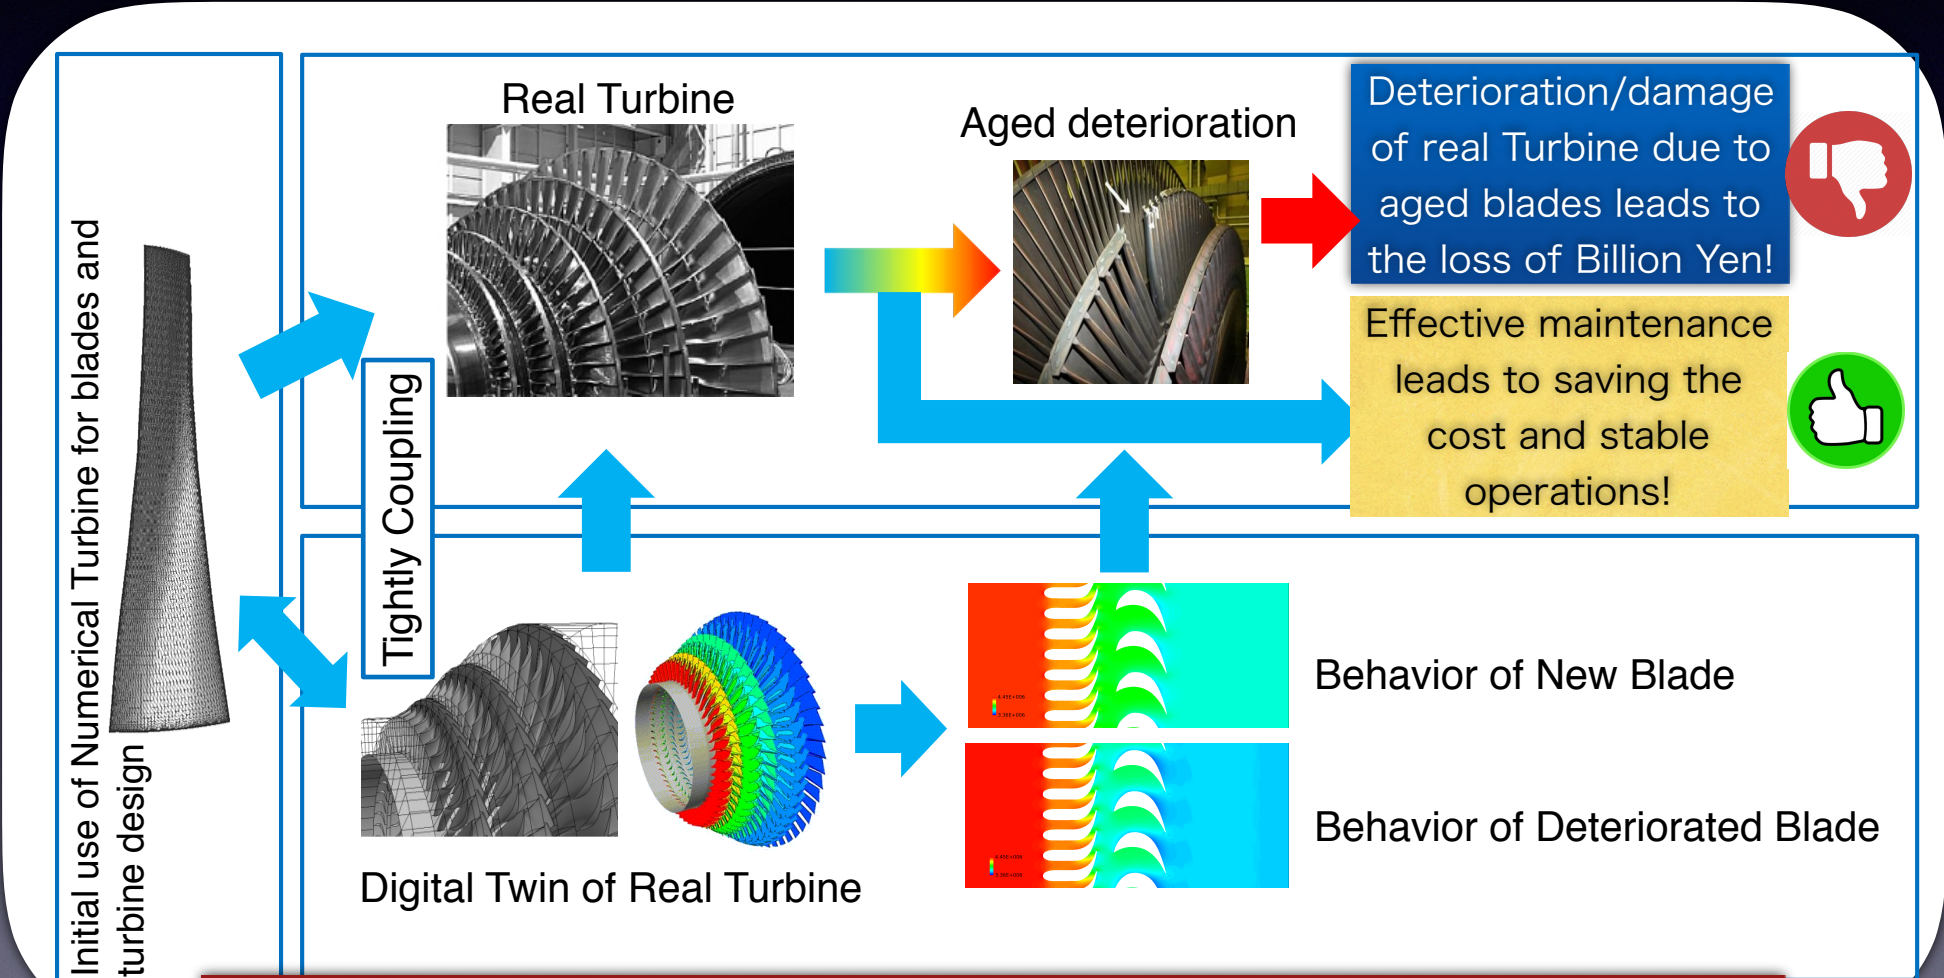 Initial use of Numerical Turbine for blades and
turbine design
Real Turbine
Aged deterioration
Deterioration/damage
of real Turbine due to
aged blades leads to
the loss of Billion Yen!
Effective maintenance
leads to saving the
cost and stable
operations!
Tightly Coupling
Digital Twin of Real Turbine
Behavior of New Blade
Behavior of Deteriorated Blade